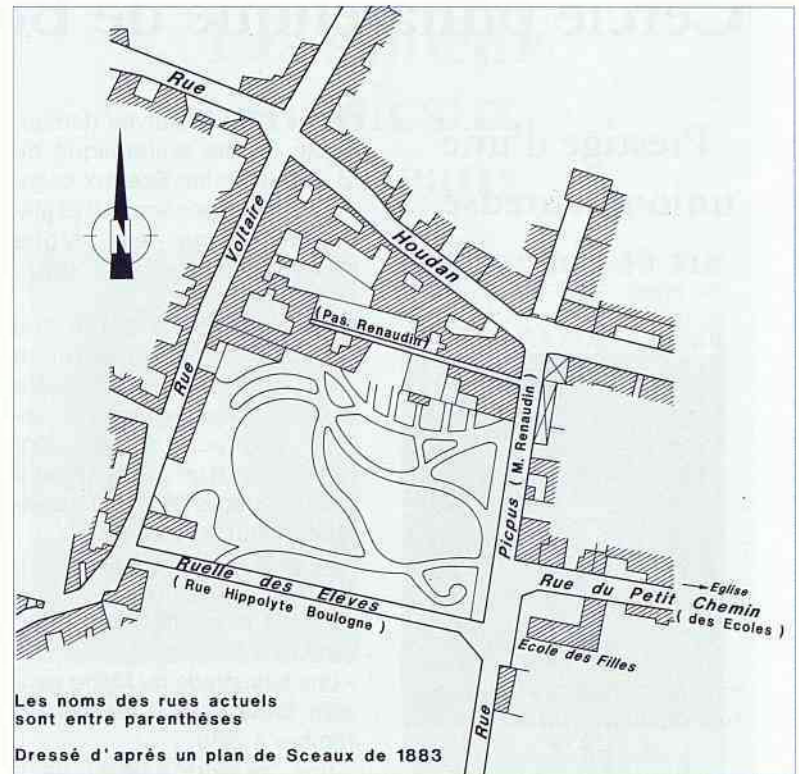 Rue
Houdan
Rue
Voltaire
N
(Pas. Renaudin)
Rue
Picpus ( M. Renaudin )
Ruelle des Elèves
( Rue Hippolyte Boulogne )
Rue du Petit Chemin
( des Ecoles )
Eglise
Ecole des Filles
Les noms des rues actuels
sont entre parenthèses
Dressé d'après un plan de Sceaux de 1883